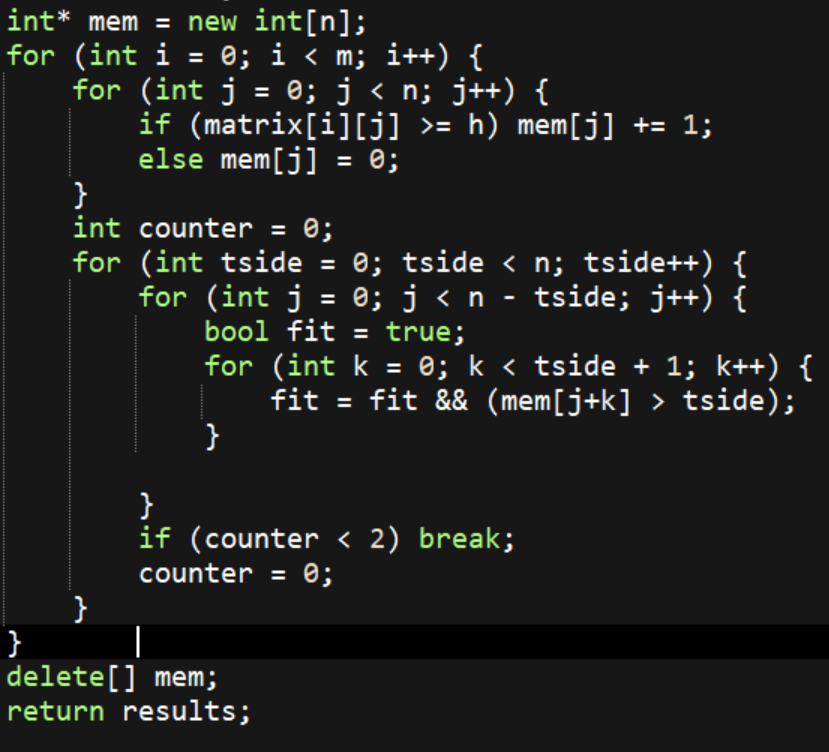 int* mem = new int[n];
for (int i = 0; i < m; i++) {
    for (int j = 0; j < n; j++) {
        if (matrix[i][j] >= h) mem[j] += 1;
        else mem[j] = 0;
    }
    int counter = 0;
    for (int tside = 0; tside < n; tside++) {
        for (int j = 0; j < n - tside; j++) {
            bool fit = true;
            for (int k = 0; k < tside + 1; k++) {
                fit = fit && (mem[j+k] > tside);
            }

        }
        if (counter < 2) break;
        counter = 0;
    }
}
delete[] mem;
return results;